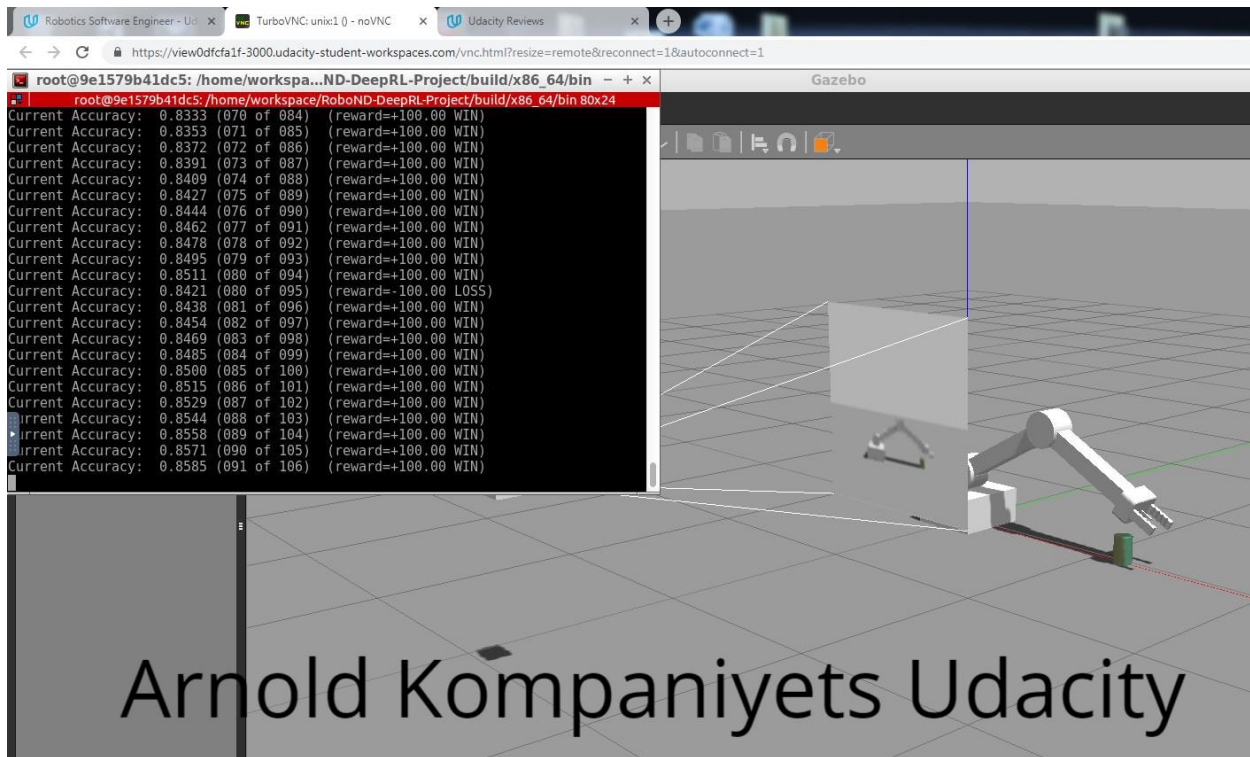 Robotics Software Engineer - Ud
TurboVNC: unix:1 () - noVNC
Udacity Reviews
https://view0dfcfa1f-3000.udacity-student-workspaces.com/vnc.html?resize=remote&reconnect=1&autoconnect=1
root@9e1579b41dc5: /home/workspa...ND-DeepRL-Project/build/x86_64/bin
Gazebo
root@9e1579b41dc5: /home/workspace/RoboND-DeepRL-Project/build/x86_64/bin 80x24
Current Accuracy: 0.8333 (070 of 084) (reward=+100.00 WIN)
Current Accuracy: 0.8353 (071 of 085) (reward=+100.00 WIN)
Current Accuracy: 0.8372 (072 of 086) (reward=+100.00 WIN)
Current Accuracy: 0.8391 (073 of 087) (reward=+100.00 WIN)
Current Accuracy: 0.8409 (074 of 088) (reward=+100.00 WIN)
Current Accuracy: 0.8427 (075 of 089) (reward=+100.00 WIN)
Current Accuracy: 0.8444 (076 of 090) (reward=+100.00 WIN)
Current Accuracy: 0.8462 (077 of 091) (reward=+100.00 WIN)
Current Accuracy: 0.8478 (078 of 092) (reward=+100.00 WIN)
Current Accuracy: 0.8495 (079 of 093) (reward=+100.00 WIN)
Current Accuracy: 0.8511 (080 of 094) (reward=+100.00 WIN)
Current Accuracy: 0.8421 (080 of 095) (reward=-100.00 LOSS)
Current Accuracy: 0.8438 (081 of 096) (reward=+100.00 WIN)
Current Accuracy: 0.8454 (082 of 097) (reward=+100.00 WIN)
Current Accuracy: 0.8469 (083 of 098) (reward=+100.00 WIN)
Current Accuracy: 0.8485 (084 of 099) (reward=+100.00 WIN)
Current Accuracy: 0.8500 (085 of 100) (reward=+100.00 WIN)
Current Accuracy: 0.8515 (086 of 101) (reward=+100.00 WIN)
Current Accuracy: 0.8529 (087 of 102) (reward=+100.00 WIN)
urrent Accuracy: 0.8544 (088 of 103) (reward=+100.00 WIN)
urrent Accuracy: 0.8558 (089 of 104) (reward=+100.00 WIN)
urrent Accuracy: 0.8571 (090 of 105) (reward=+100.00 WIN)
Current Accuracy: 0.8585 (091 of 106) (reward=+100.00 WIN)
Arnold Kompaniyets Udacity